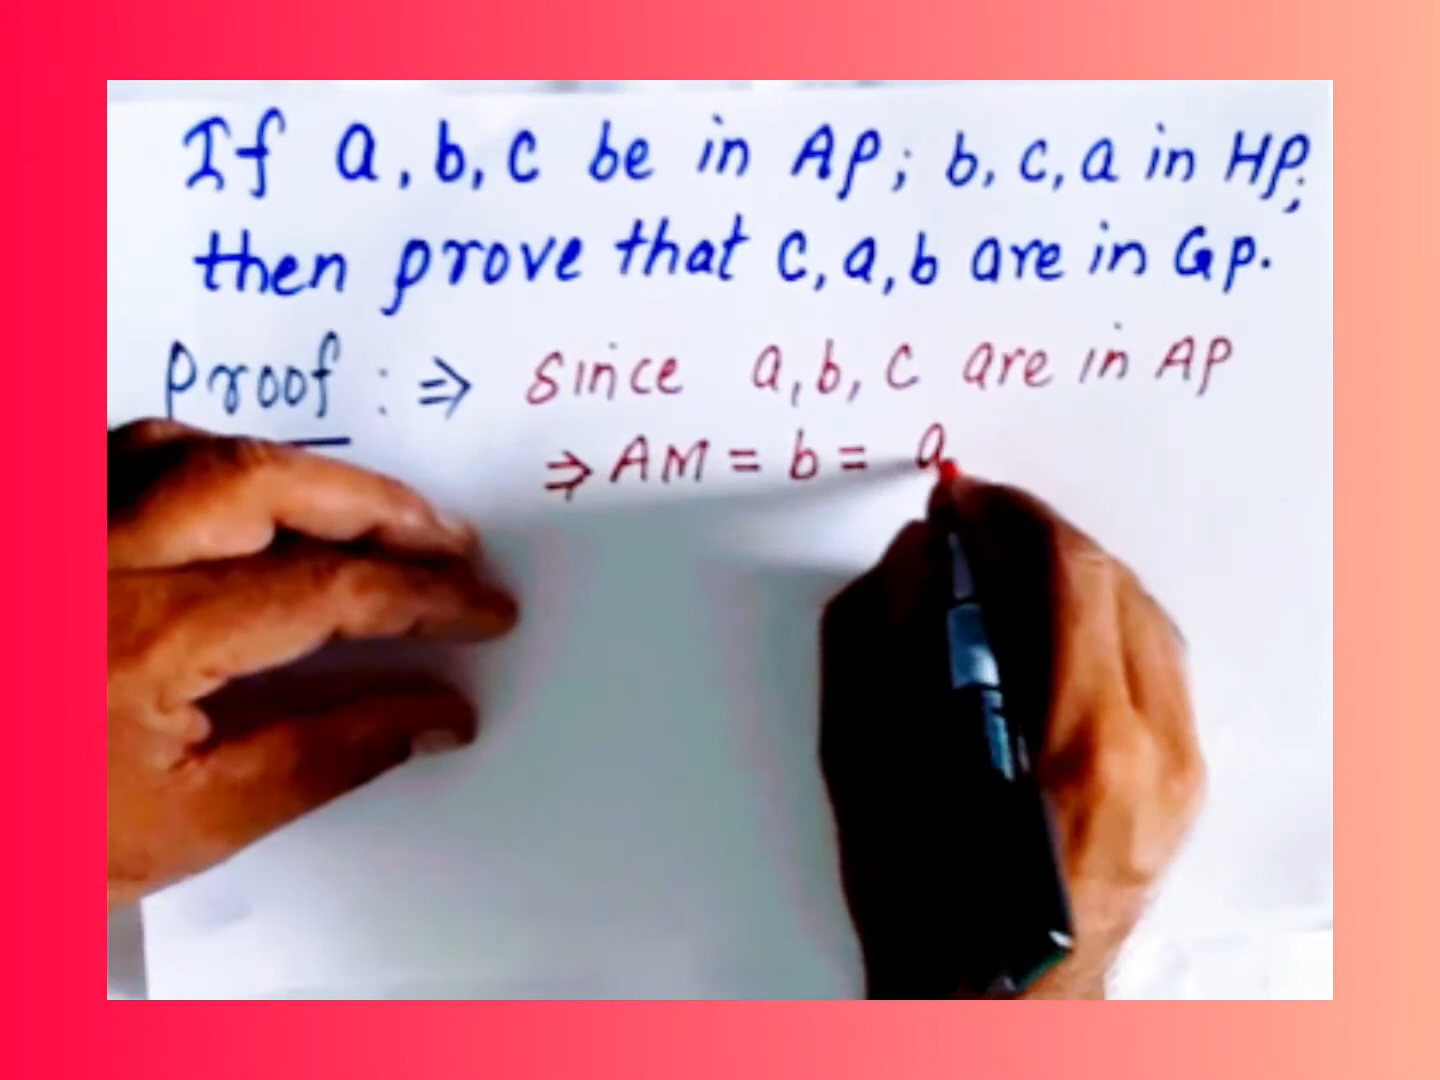 If a, b, c be in AP; b, c, a in HP;
then prove that c, a, b are in GP.
Proof : ⇒ Since a, b, c are in AP
⇒ AM = b = a